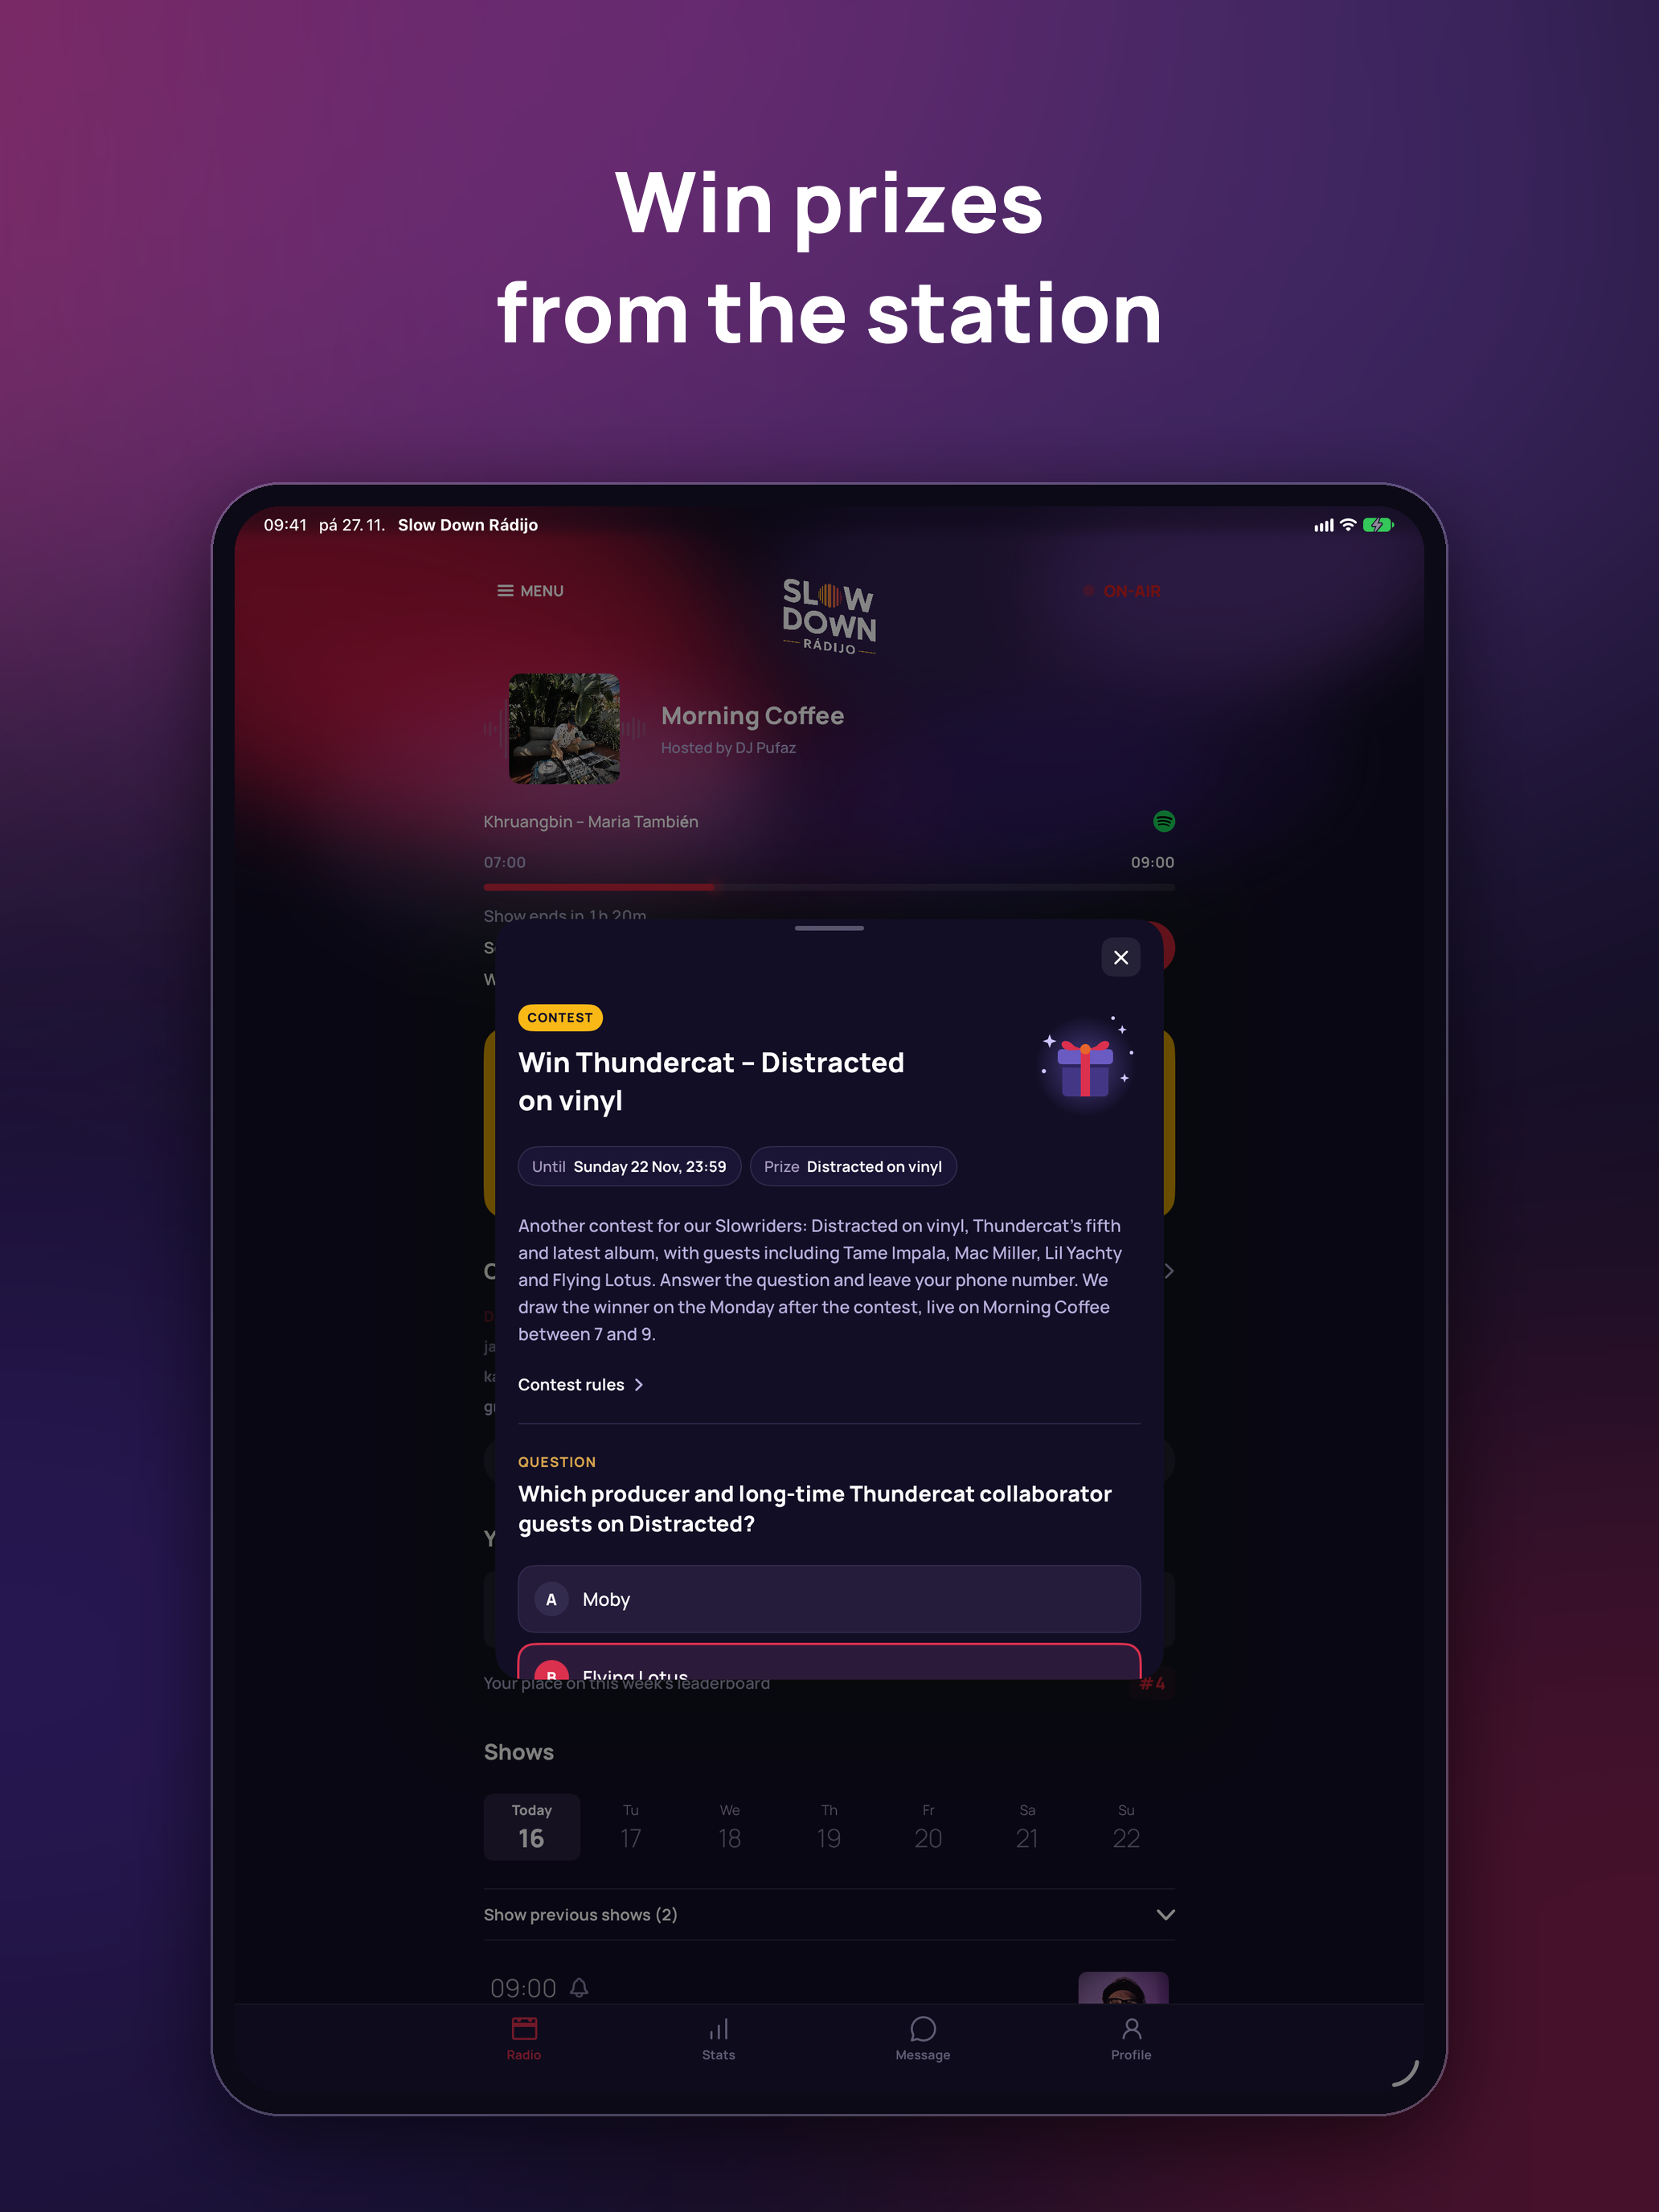 Win prizes
from the station
09:41 pá 27. 11. Slow Down Rádijo
MENU
SLOW
DOWN
RÁDIJO
ON-AIR
Morning Coffee
Hosted by DJ Pufaz
Khruangbin – Maria También
07:00
09:00
Show ends in 1h 20m
CONTEST
Win Thundercat – Distracted
on vinyl
Until Sunday 22 Nov, 23:59
Prize Distracted on vinyl
Another contest for our Slowriders: Distracted on vinyl, Thundercat's fifth
and latest album, with guests including Tame Impala, Mac Miller, Lil Yachty
and Flying Lotus. Answer the question and leave your phone number. We
draw the winner on the Monday after the contest, live on Morning Coffee
between 7 and 9.
Contest rules
QUESTION
Which producer and long-time Thundercat collaborator
guests on Distracted?
A Moby
B Flying Lotus
Your place on this week's leaderboard
#4
Shows
Today Tu We Th Fr Sa Su
16 17 18 19 20 21 22
Show previous shows (2)
09:00
Radio Stats Message Profile